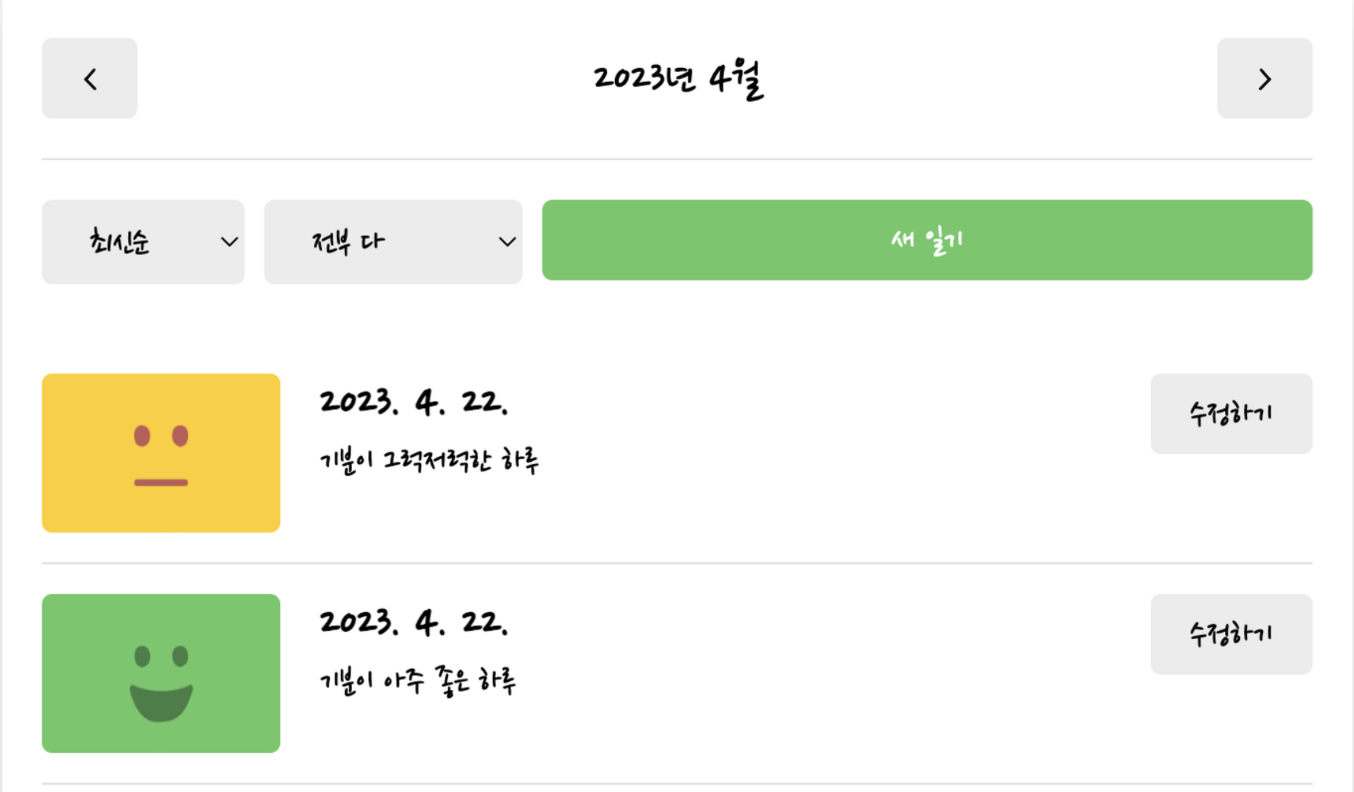 2023년 4월
최신순
전부 다
새 일기
2023. 4. 22.
수정하기
기분이 그럭저럭한 하루
2023. 4. 22.
수정하기
기분이 아주 좋은 하루